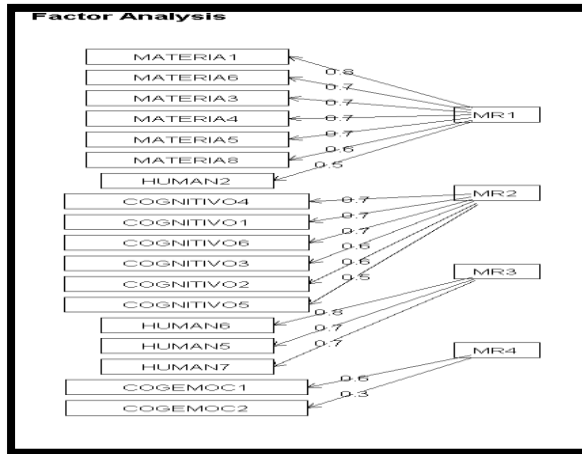 Factor Analysis
MATERIA1
0.8
MATERIA6
0.7
MATERIA3
0.7
MR1
MATERIA4
0.7
MATERIA5
0.7
MATERIA8
0.6
HUMAN2
0.5
COGNITIVO4
0.7
MR2
COGNITIVO1
0.7
COGNITIVO6
0.7
COGNITIVO3
0.6
COGNITIVO2
0.6
MR3
COGNITIVO5
0.5
HUMAN6
0.8
HUMAN5
0.7
HUMAN7
0.7
MR4
COGEMOC1
0.6
COGEMOC2
0.3